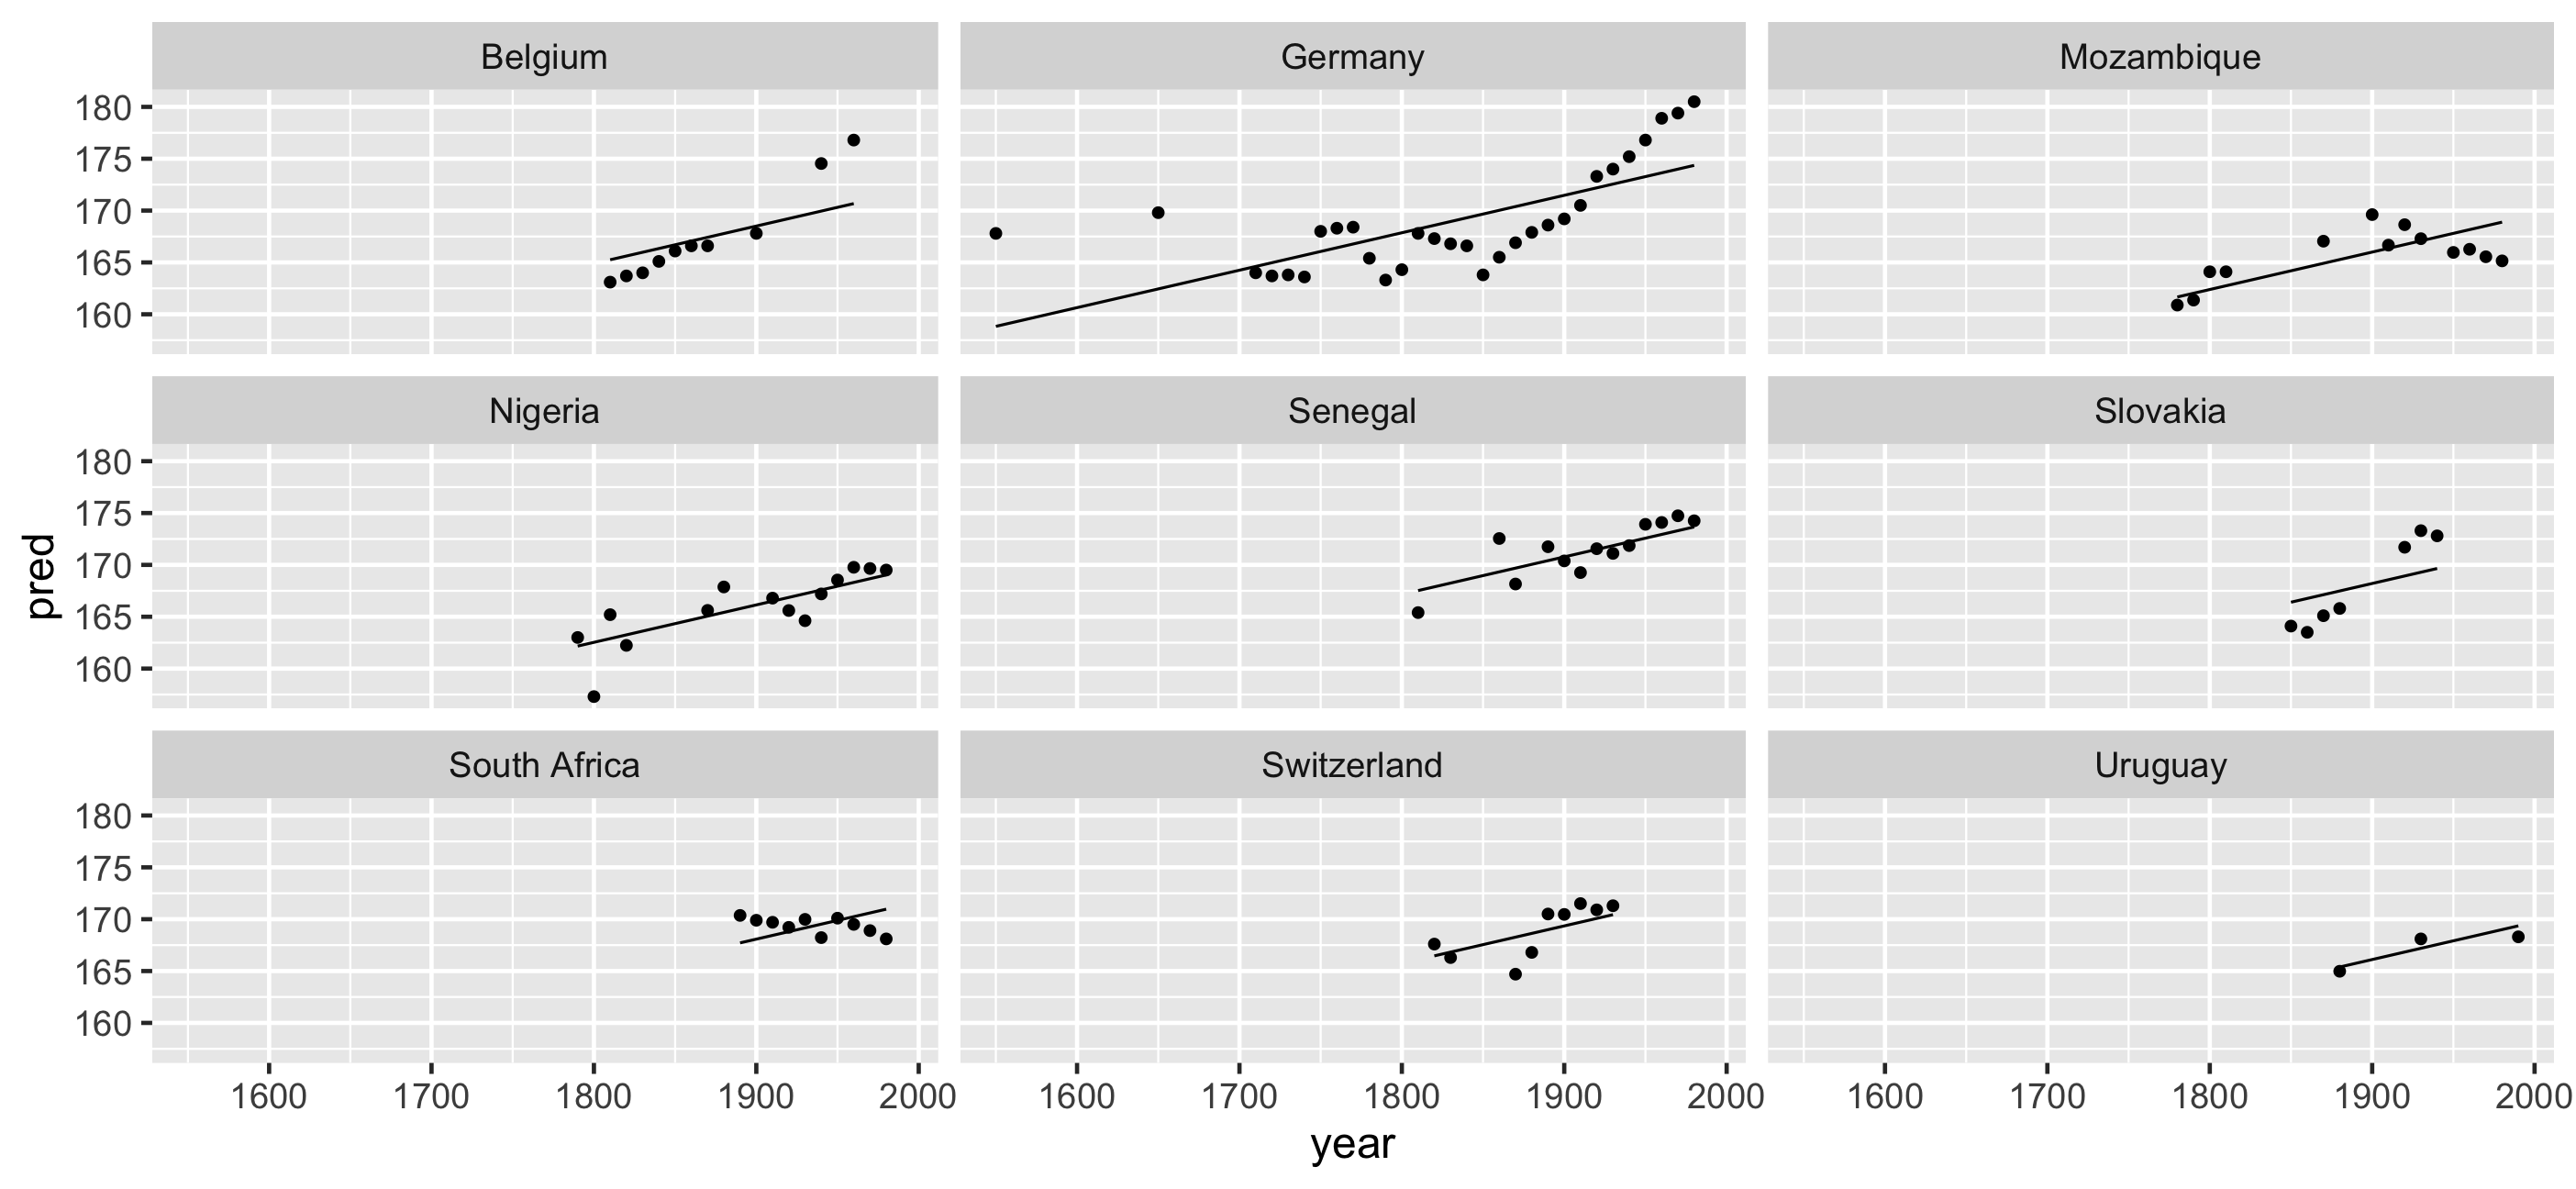 Belgium Germany Mozambique
180
175
170
165
160
Nigeria Senegal Slovakia
180
175
170
165
160
pred
South Africa Switzerland Uruguay
180
175
170
165
160
1600 1700 1800 1900 2000 1600 1700 1800 1900 2000 1600 1700 1800 1900 2000
year